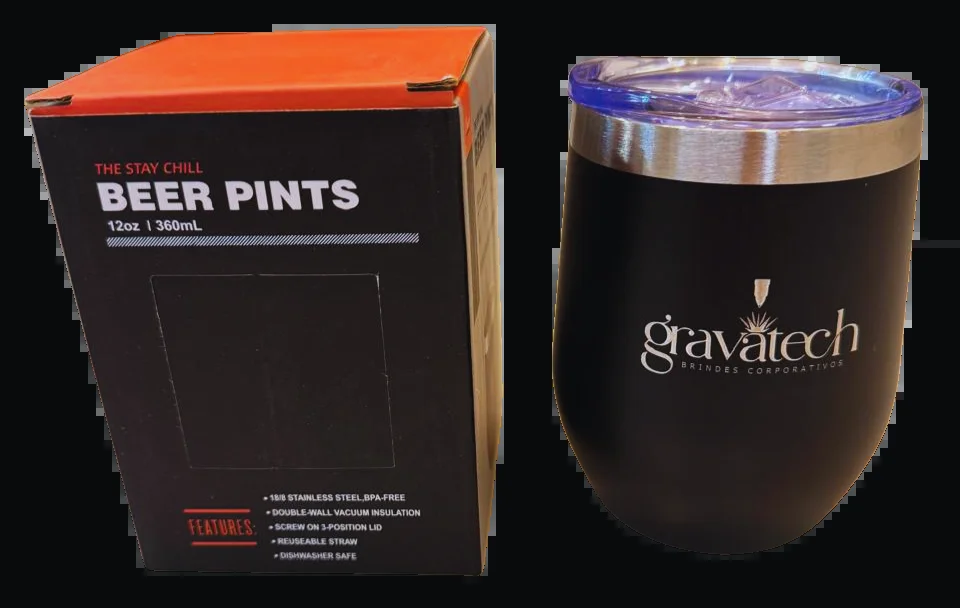 THE STAY CHILL
BEER PINTS
12oz | 360mL
FEATURES:
18/8 STAINLESS STEEL,BPA-FREE
DOUBLE-WALL VACUUM INSULATION
SCREW ON 3-POSITION LID
REUSEABLE STRAW
DISHWASHER SAFE
gravatech
BRINDES CORPORATIVOS